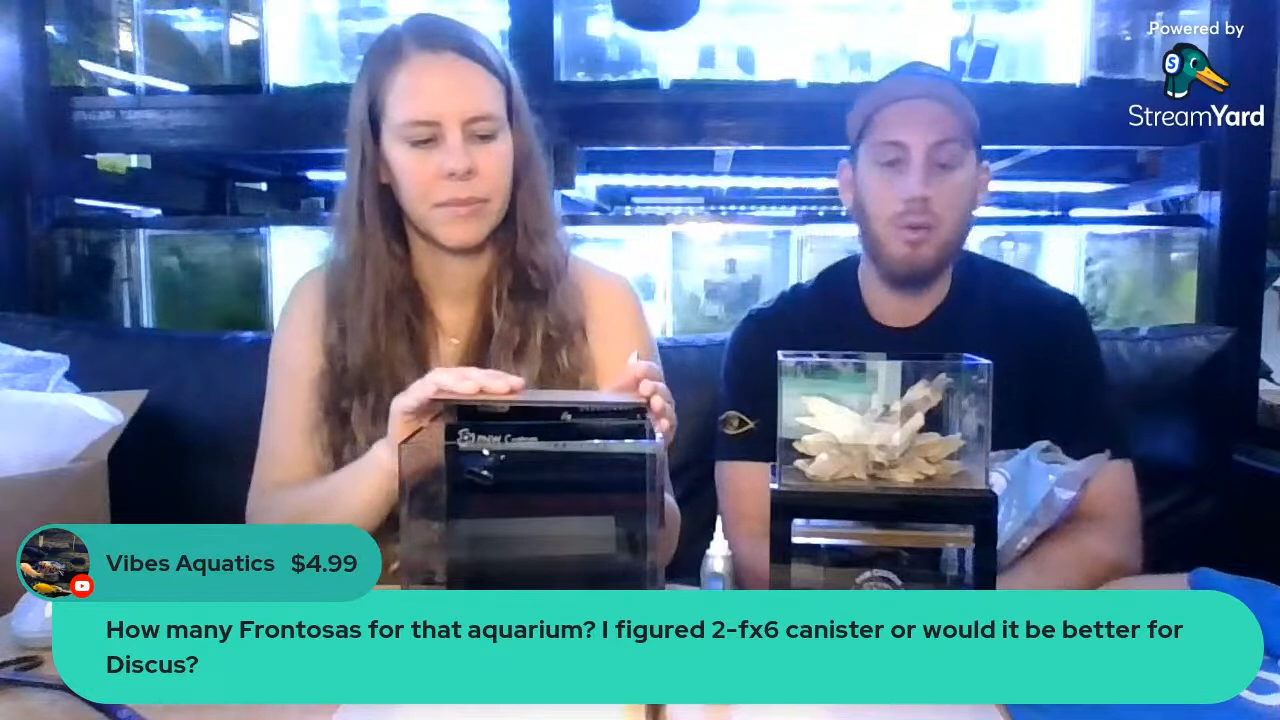 Powered by
StreamYard
Vibes Aquatics $4.99
How many Frontosas for that aquarium? I figured 2-fx6 canister or would it be better for
Discus?